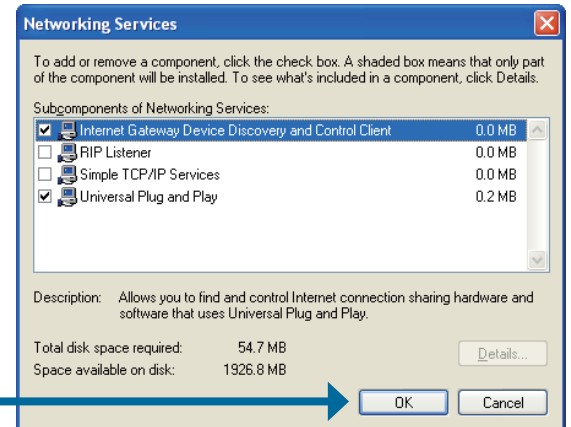 Networking Services
To add or remove a component, click the check box. A shaded box means that only part
of the component will be installed. To see what's included in a component, click Details.
Subcomponents of Networking Services:
Internet Gateway Device Discovery and Control Client 0.0 MB
RIP Listener 0.0 MB
Simple TCP/IP Services 0.0 MB
Universal Plug and Play 0.2 MB
Description: Allows you to find and control Internet connection sharing hardware and
software that uses Universal Plug and Play.
Total disk space required: 54.7 MB Details...
Space available on disk: 1926.8 MB
OK Cancel